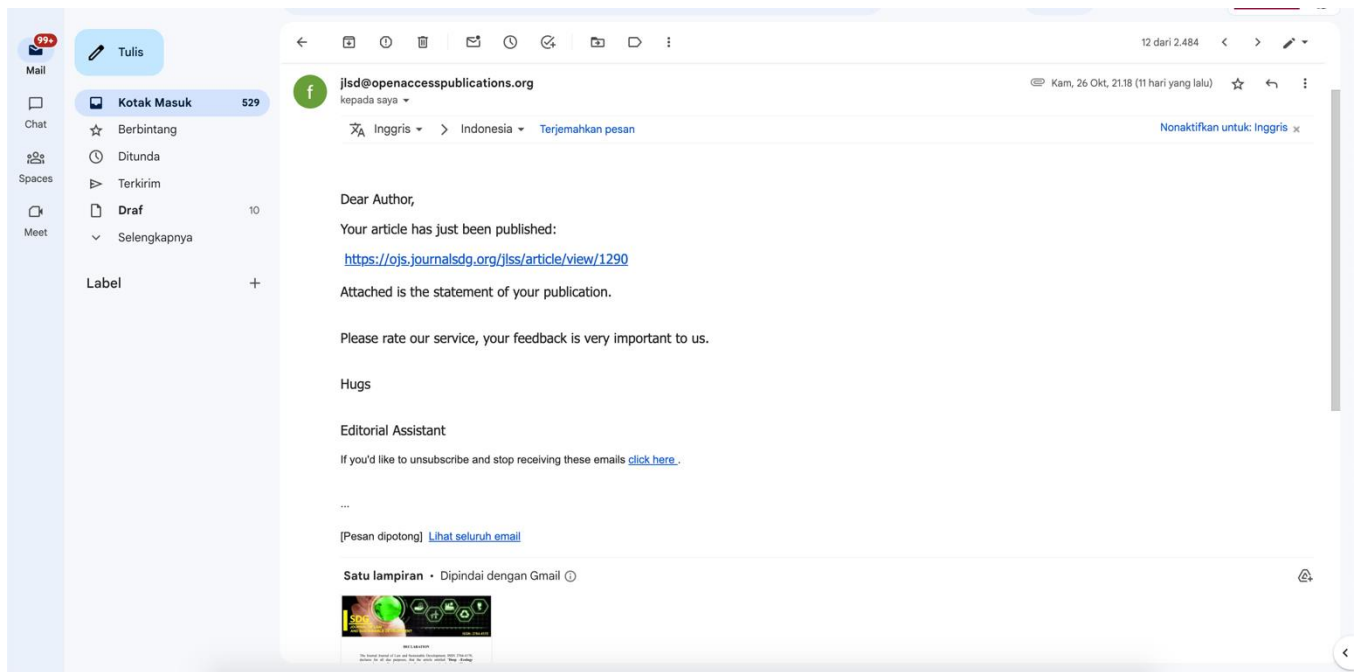 99+
Mail
Chat
Spaces
Meet
Tulis
Kotak Masuk 529
Berbintang
Ditunda
Terkirim
Draf 10
Selengkapnya
Label
12 dari 2.484
jlsd@openaccesspublications.org
Kam, 26 Okt, 21.18 (11 hari yang lalu)
kepada saya
f
Inggris > Indonesia Terjemahkan pesan
Nonaktifkan untuk: Inggris x
Dear Author,
Your article has just been published:
https://ojs.journalsdg.org/jlss/article/view/1290
Attached is the statement of your publication.
Please rate our service, your feedback is very important to us.
Hugs
Editorial Assistant
If you'd like to unsubscribe and stop receiving these emails click here .
...
[Pesan dipotong] Lihat seluruh email
Satu lampiran • Dipindai dengan Gmail
SDG
DECLARATION